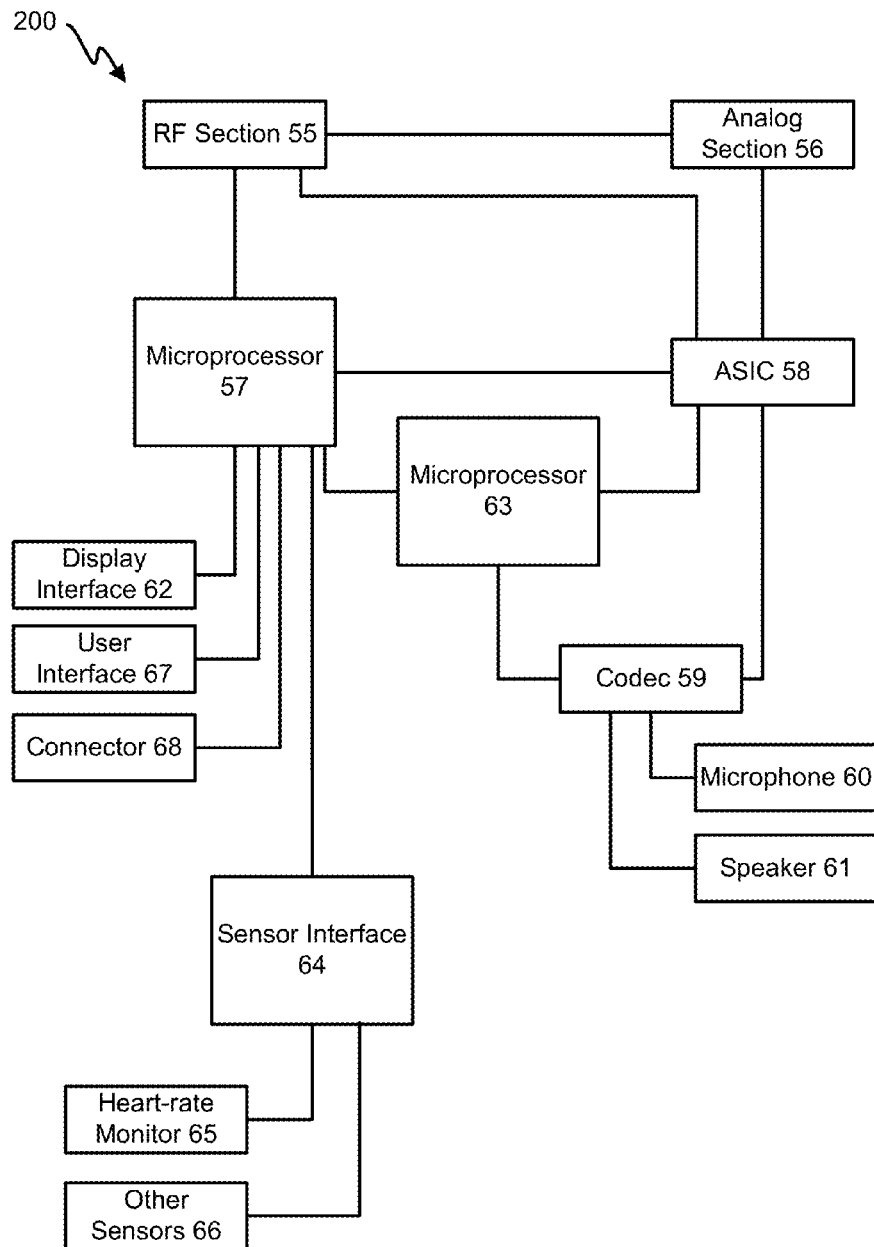 200
RF Section 55
Analog
Section 56
Microprocessor
57
ASIC 58
Microprocessor
63
Display
Interface 62
User
Interface 67
Codec 59
Connector 68
Microphone 60
Speaker 61
Sensor Interface
64
Heart-rate
Monitor 65
Other
Sensors 66